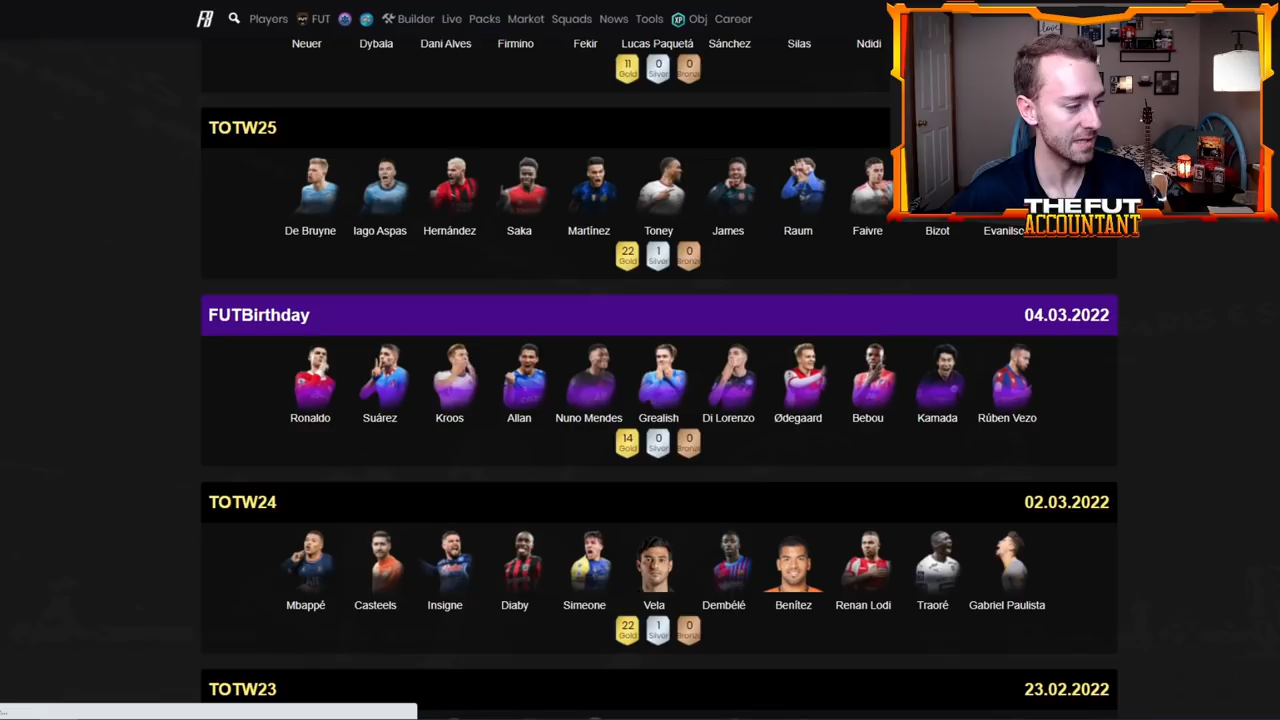 F8 Players FUT Builder Live Packs Market Squads News Tools XP Obj Career
Neuer Dybala Dani Alves Firmino Fekir Lucas Paquetá Sánchez Silas Ndidi
11 Gold 0 Silver 0 Bronze
TOTW25
De Bruyne Iago Aspas Hernández Saka Martínez Toney James Raum Faivre Bizot Evanilso
22 Gold 1 Silver 0 Bronze
THE FUT
ACCOUNTANT
FUTBirthday 04.03.2022
Ronaldo Suárez Kroos Allan Nuno Mendes Grealish Di Lorenzo Ødegaard Bebou Kamada Rúben Vezo
14 Gold 0 Silver 0 Bronze
TOTW24 02.03.2022
Mbappé Casteels Insigne Diaby Simeone Vela Dembélé Benítez Renan Lodi Traoré Gabriel Paulista
22 Gold 1 Silver 0 Bronze
TOTW23 23.02.2022